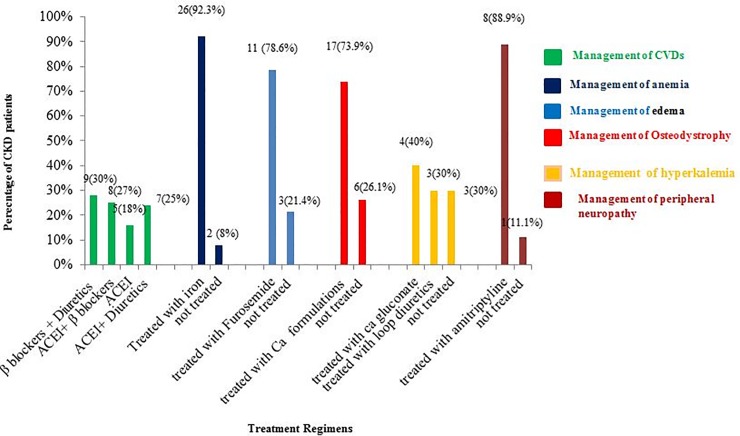 100%
90%
80%
70%
60%
50%
40%
30%
20%
10%
0%
Percentage of CKD patients
9(30%)
8(27%)
5(18%)
7(25%)
26(92.3%)
2 (8%)
11 (78.6%)
3(21.4%)
17(73.9%)
6(26.1%)
4(40%)
3(30%)
3(30%)
8(88.9%)
1(11.1%)
β blockers + Diuretics
ACEI+ β blockers
ACEI
ACEI+ Diuretics
Treated with iron
not treated
treated with Furosemide
not treated
treated with Ca formulations
not treated
treated with ca gluconate
treated with loop diuretics
not treated
treated with amitriptyline
not treated
Treatment Regimens
Management of CVDs
Management of anemia
Management of edema
Management of Osteodystrophy
Management of hyperkalemia
Management of peripheral
neuropathy